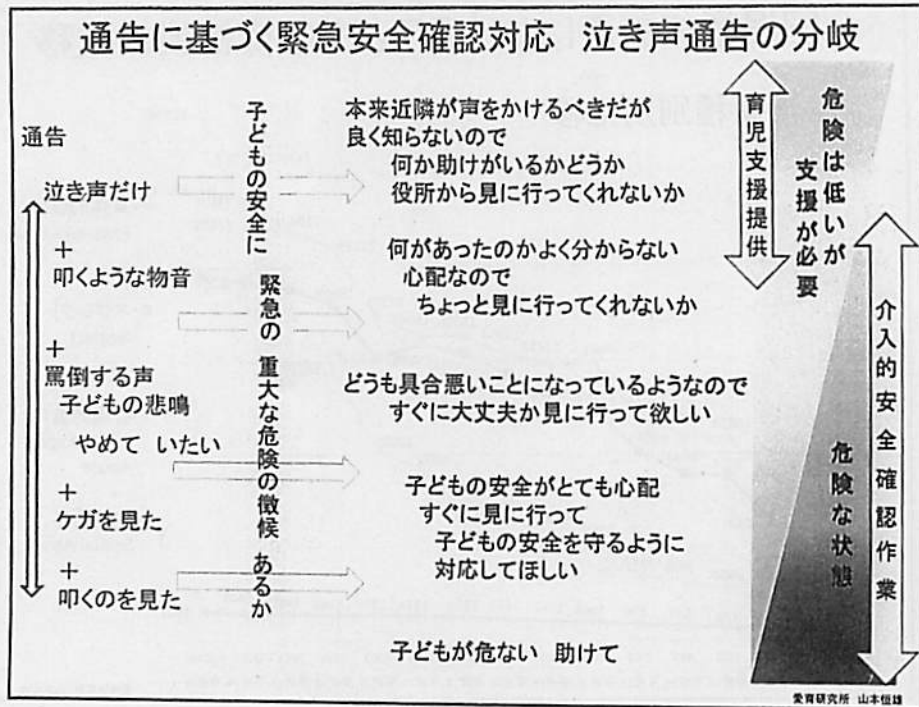 通告に基づく緊急安全確認対応 泣き声通告の分岐
通告
泣き声だけ
+
叩くような物音
+
罵倒する声
子どもの悲鳴
やめて いたい
+
ケガを見た
+
叩くのを見た
子どもの安全に 緊急の 重大な危険の徴候 あるか
本来近隣が声をかけるべきだが
良く知らないので
何か助けがいるかどうか
役所から見に行ってくれないか
何があったのかよく分からない
心配なので
ちょっと見に行ってくれないか
どうも具合悪いことになっているようなので
すぐに大丈夫か見に行って欲しい
子どもの安全がとても心配
すぐに見に行って
子どもの安全を守るように
対応してほしい
子どもが危ない 助けて
育児支援提供
危険は低いが
支援が必要
危険な状態
介入的安全確認作業
愛育研究所 山本恒雄